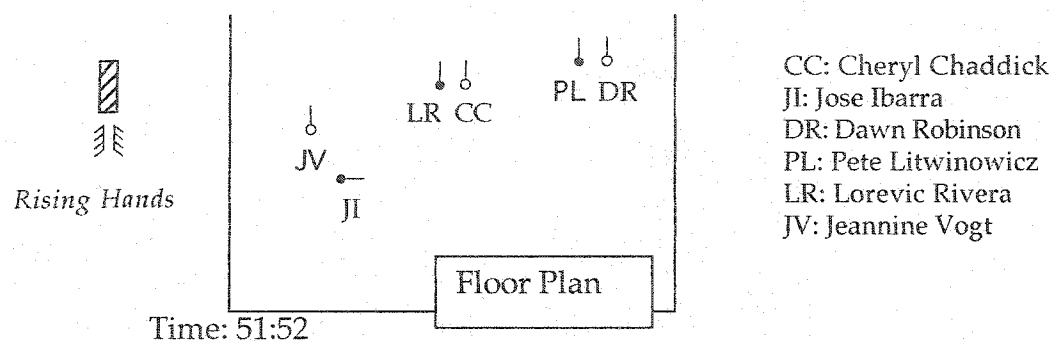 PL DR
LR CC
JV
JI
Rising Hands
Floor Plan
Time: 51:52
CC: Cheryl Chaddick
JI: Jose Ibarra
DR: Dawn Robinson
PL: Pete Litwinowicz
LR: Lorevic Rivera
JV: Jeannine Vogt